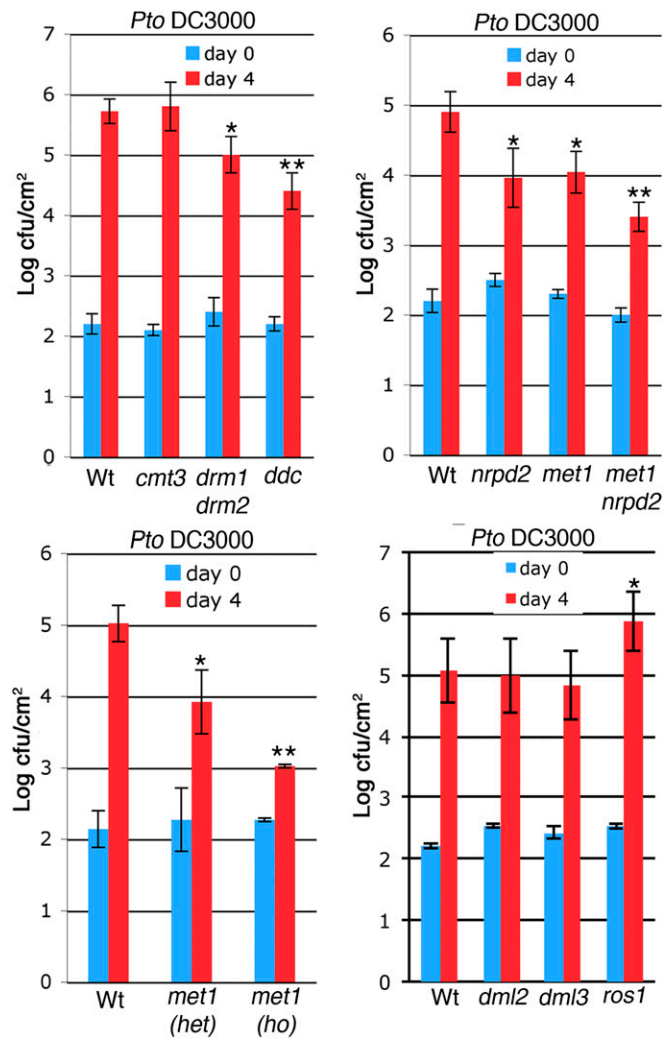 Pto DC3000
day 0
day 4
Log cfu/cm²
7
6
5
4
3
2
1
0
*
**
Wt cmt3 drm1 ddc
drm2
Pto DC3000
day 0
day 4
Log cfu/cm²
6
5
4
3
2
1
0
* *
**
Wt nrpd2 met1 met1
nrpd2
Pto DC3000
day 0
day 4
Log cfu/cm²
6
5
4
3
2
1
0
*
**
Wt met1 met1
(het) (ho)
Pto DC3000
day 0
day 4
Log cfu/cm²
7
6
5
4
3
2
1
0
*
Wt dml2 dml3 ros1